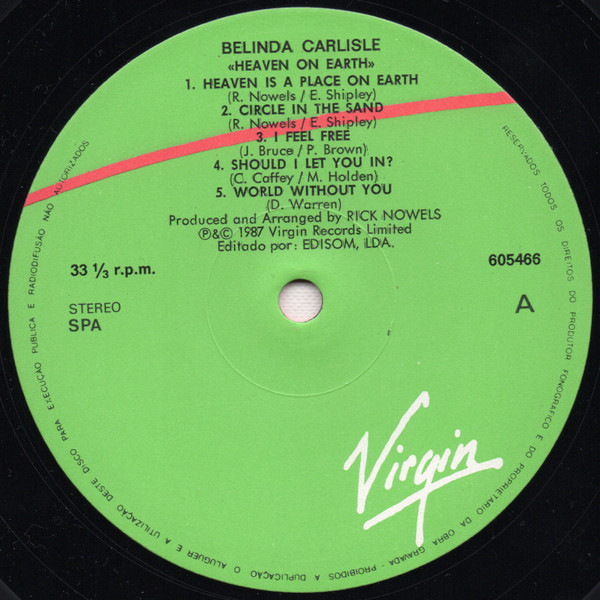 BELINDA CARLISLE
«HEAVEN ON EARTH»
1. HEAVEN IS A PLACE ON EARTH
(R. Nowels / E. Shipley)
2. CIRCLE IN THE SAND
(R. Nowels / E. Shipley)
3. I FEEL FREE
(J. Bruce / P. Brown)
4. SHOULD I LET YOU IN?
(C. Caffey / M. Holden)
5. WORLD WITHOUT YOU
(D. Warren)
Produced and Arranged by RICK NOWELS
℗&© 1987 Virgin Records Limited
Editado por: EDISOM, LDA.
33 1/3 r.p.m.
605466
STEREO
SPA
A
Virgin
RESERVADOS TODOS OS DIREITOS DO PRODUTOR FONOGRAFICO E DO PROPRIETARIO DA OBRA GRAVADA - PROIBIDOS A DUPLICAÇÃO O ALUGUER E A UTILIZAÇÃO DESTE DISCO PARA EXECUÇÃO PUBLICA E RADIODIFUSÃO NÃO AUTORIZADOS